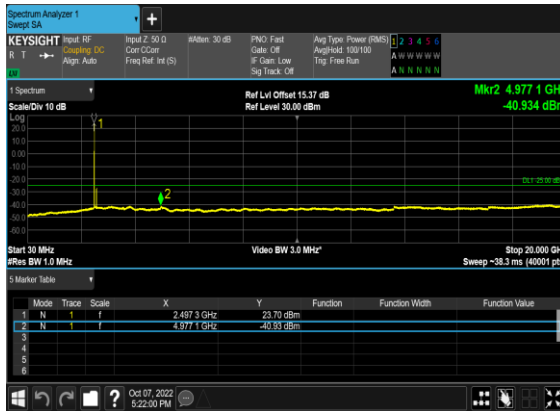 Spectrum Analyzer 1
Swept SA
+
KEYSIGHT Input: RF Input Z: 50 Ω #Atten: 30 dB PNO: Fast Avg Type: Power (RMS) 1 2 3 4 5 6
R T Coupling: DC Corr CCorr Gate: Off Avg|Hold: 100/100 A W W W W W
Align: Auto Freq Ref: Int (S) IF Gain: Low Trig: Free Run
Sig Track: Off A N N N N N
LXI
1 Spectrum Ref Lvl Offset 15.37 dB Mkr2 4.977 1 GH
Scale/Div 10 dB Ref Level 30.00 dBm -40.934 dBr
Log
20.0
10.0
0.00
-10.0
-20.0
-30.0
-40.0
-50.0
-60.0
1
2
DL1 -25.00 dB
Start 30 MHz Video BW 3.0 MHz* Stop 20.000 GH
#Res BW 1.0 MHz Sweep ~38.3 ms (40001 pt
5 Marker Table
Mode Trace Scale X Y Function Function Width Function Value
1 N 1 f 2.497 3 GHz 23.70 dBm
2 N 1 f 4.977 1 GHz -40.93 dBm
3
4
5
6
? Oct 07, 2022
5:22:00 PM